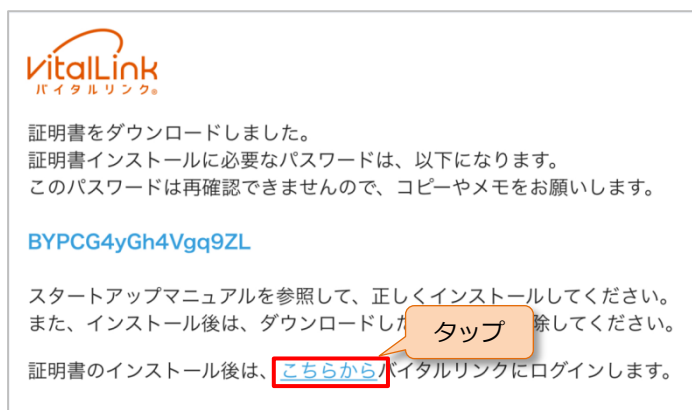 VitalLink
バイタルリンク®
証明書をダウンロードしました。
証明書インストールに必要なパスワードは、以下になります。
このパスワードは再確認できませんので、コピーやメモをお願いします。
BYPCG4yGh4Vgq9ZL
スタートアップマニュアルを参照して、正しくインストールしてください。
また、インストール後は、ダウンロードした 除してください。
タップ
証明書のインストール後は、こちらからバイタルリンクにログインします。